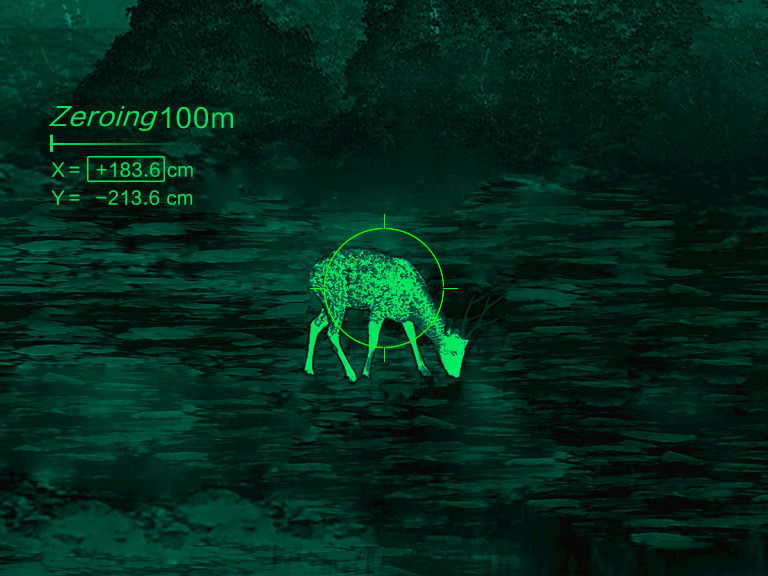 Zeroing100m
X = +183.6 cm
Y = −213.6 cm